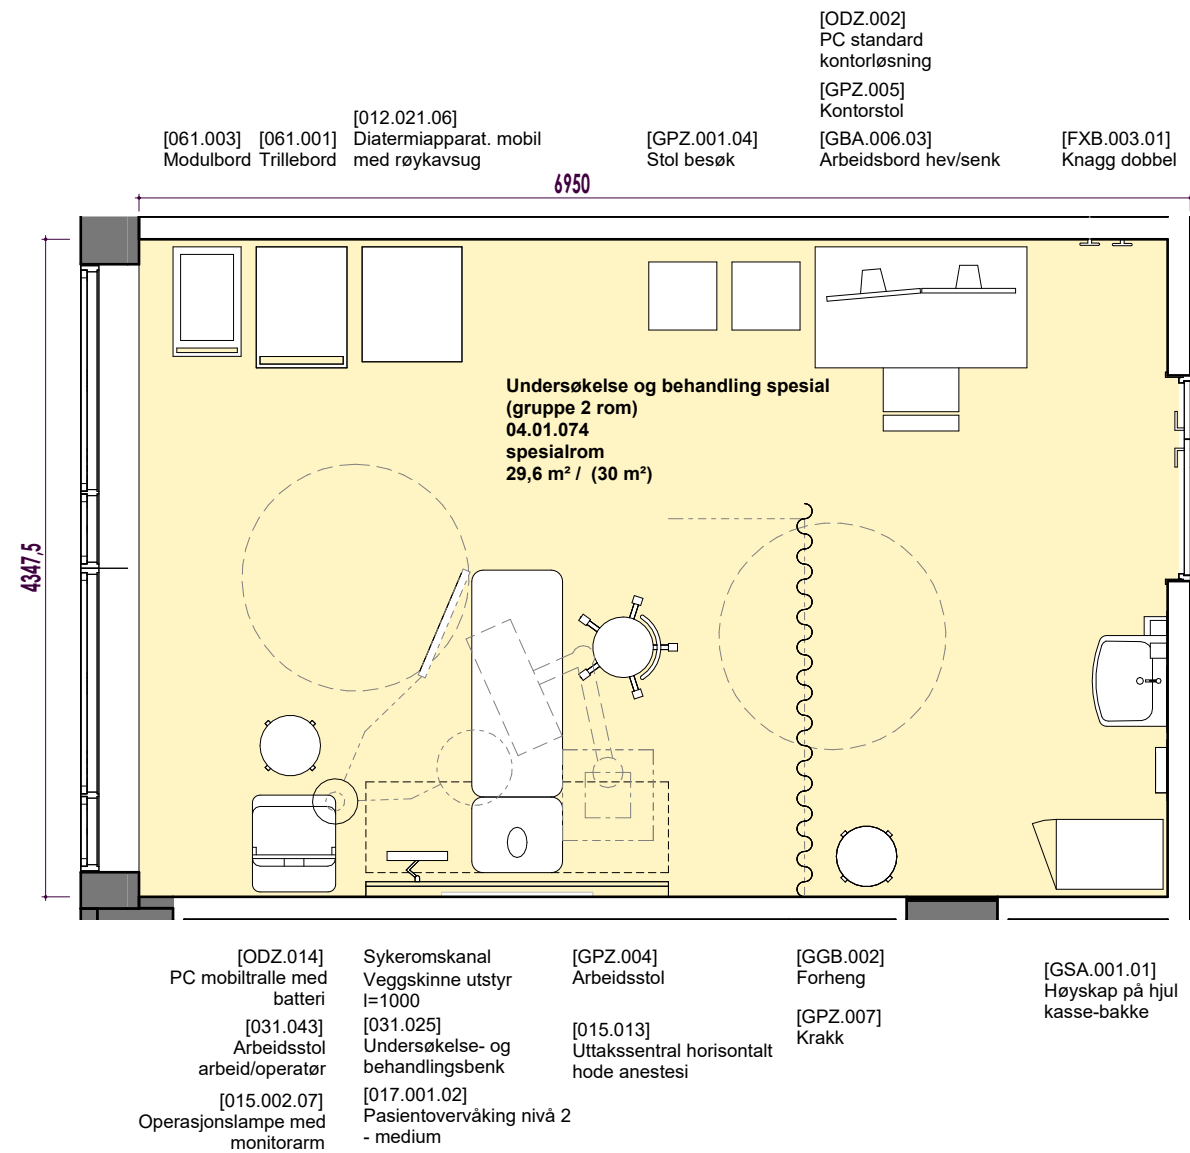 [ODZ.002]
PC standard
kontorløsning
[GPZ.005]
Kontorstol
[GBA.006.03]
Arbeidsbord hev/senk
[061.003]
Modulbord
[061.001]
Trillebord
[012.021.06]
Diatermiapparat. mobil
med røykavsug
[GPZ.001.04]
Stol besøk
[FXB.003.01]
Knagg dobbel
6950
4347,5
Undersøkelse og behandling spesial
(gruppe 2 rom)
04.01.074
spesialrom
29,6 m² / (30 m²)
[ODZ.014]
PC mobiltralle med
batteri
[031.043]
Arbeidsstol
arbeid/operatør
[015.002.07]
Operasjonslampe med
monitorarm
Sykeromskanal
Veggskinne utstyr
l=1000
[031.025]
Undersøkelse- og
behandlingsbenk
[017.001.02]
Pasientovervåking nivå 2
- medium
[GPZ.004]
Arbeidsstol
[015.013]
Uttakssentral horisontalt
hode anestesi
[GGB.002]
Forheng
[GPZ.007]
Krakk
[GSA.001.01]
Høyskap på hjul
kasse-bakke